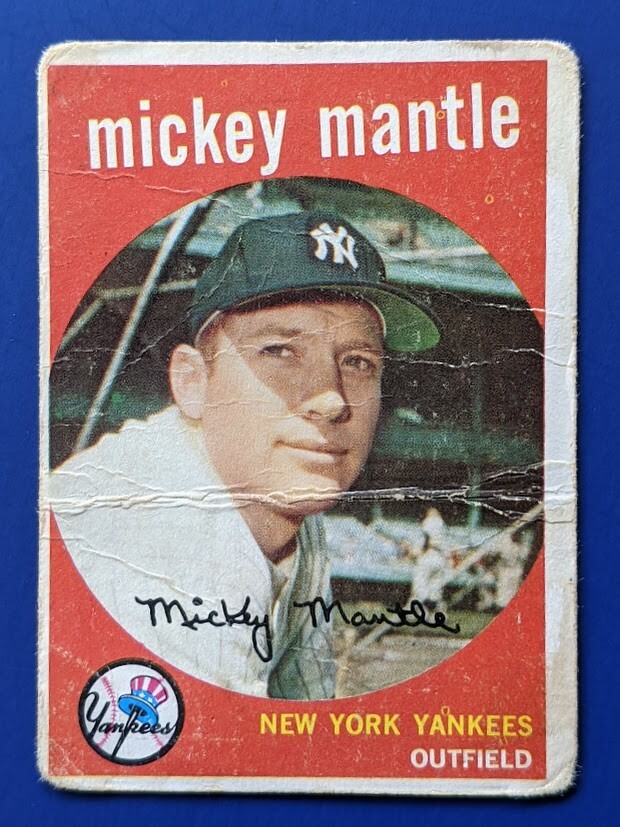 mickey mantle
NY
Mickey Mantle
Yankees
NEW YORK YANKEES
OUTFIELD